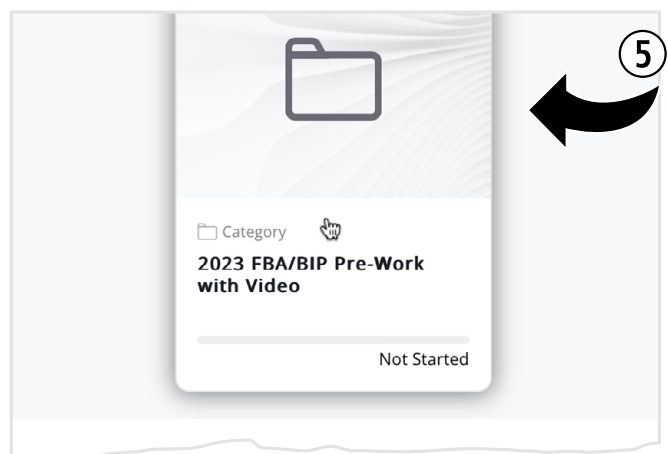 ⑤
Category
2023 FBA/BIP Pre-Work
with Video
Not Started